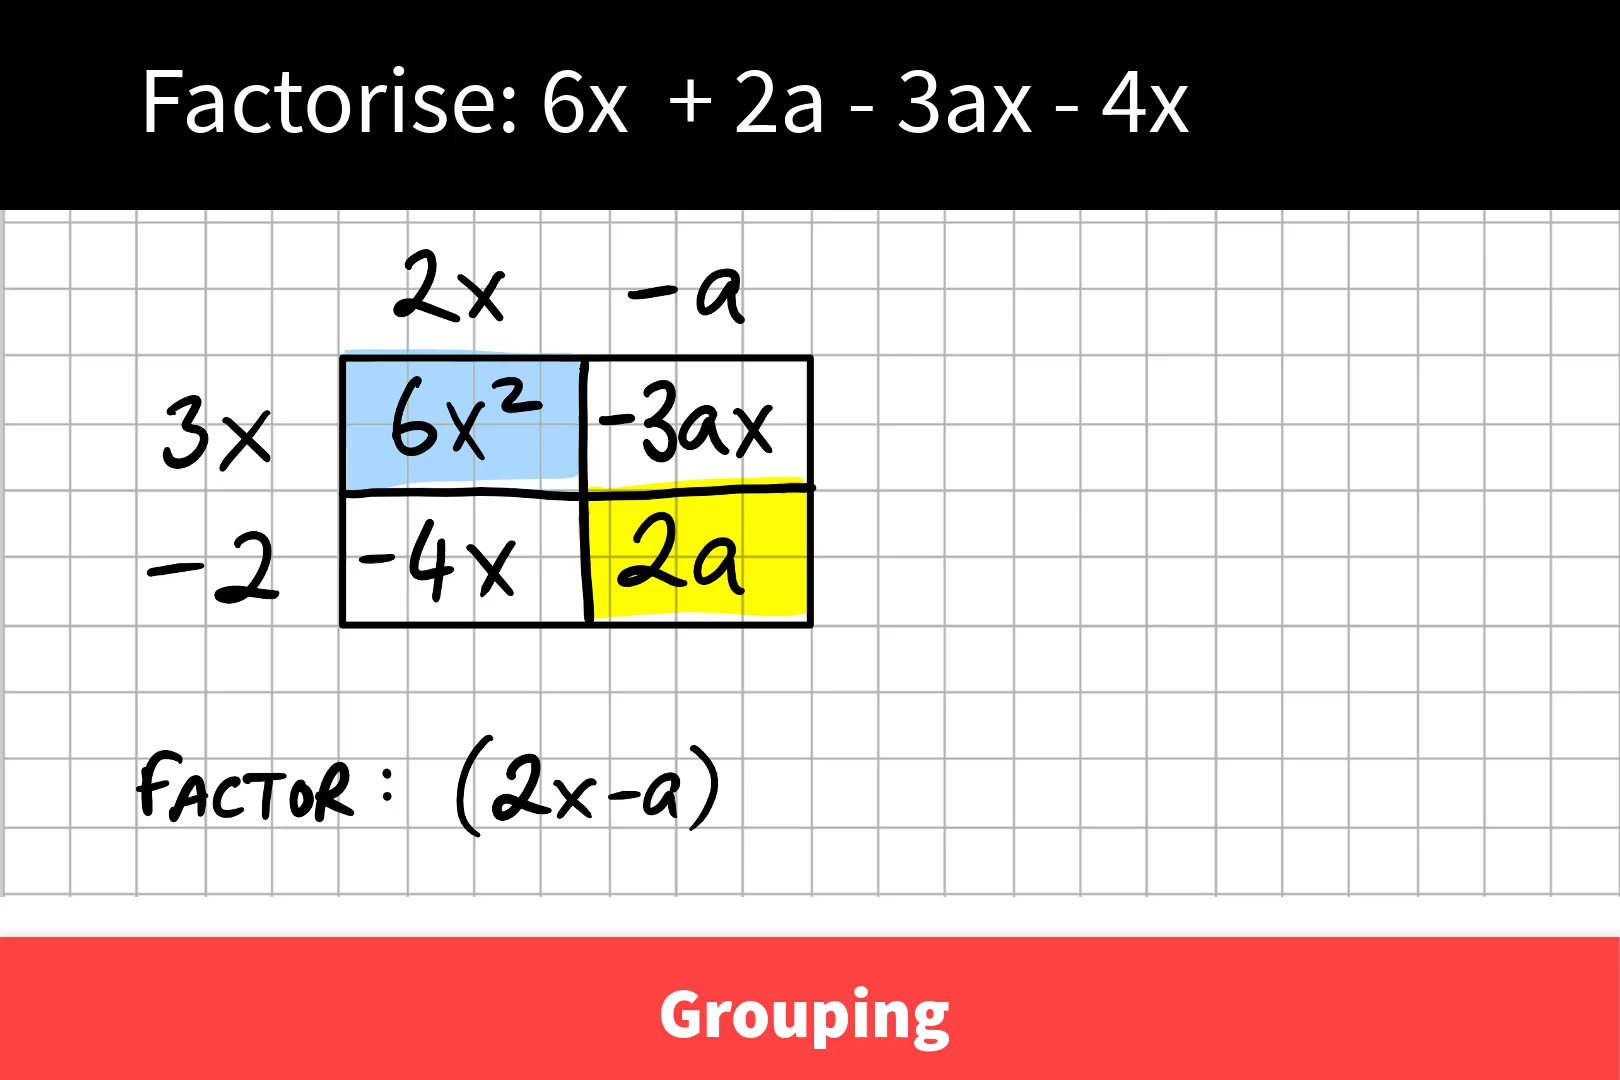 Factorise: 6x + 2a - 3ax - 4x
2x -a
3x 6x² -3ax
-2 -4x 2a
FACTOR: (2x-a)
Grouping